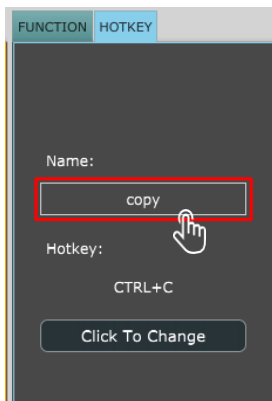 FUNCTION HOTKEY
Name:
copy
Hotkey:
CTRL+C
Click To Change